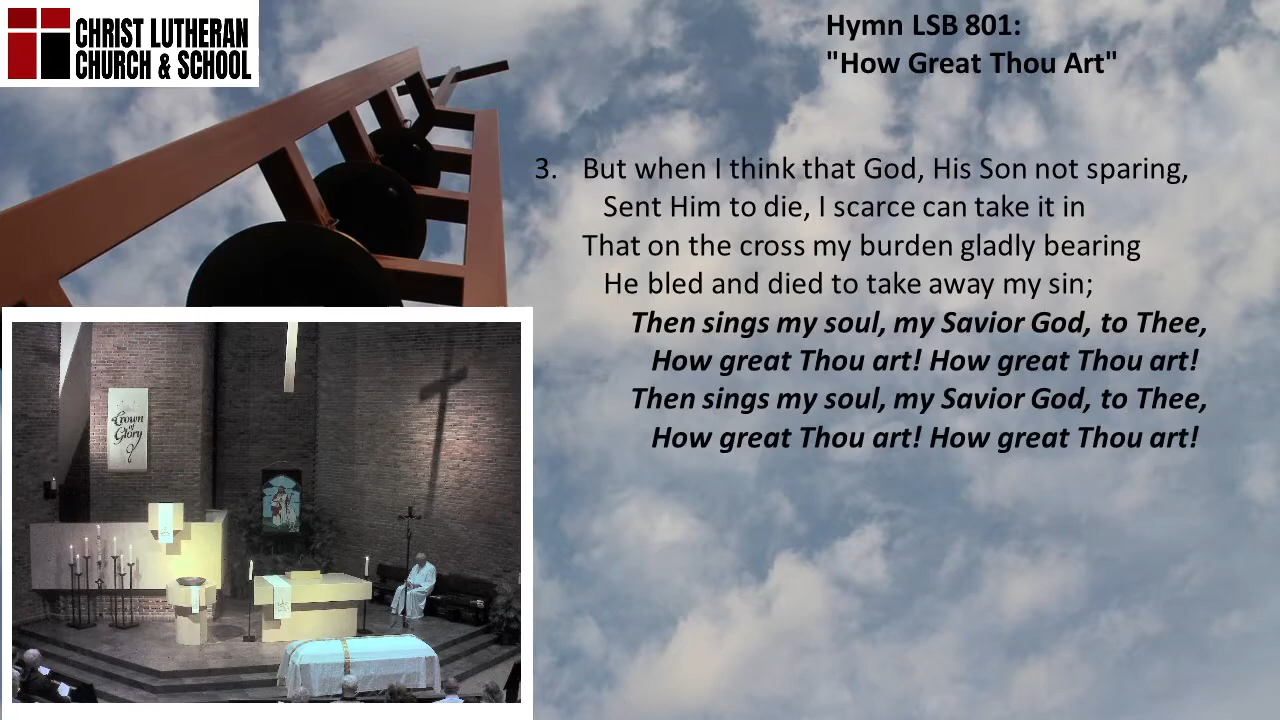 CHRIST LUTHERAN
CHURCH & SCHOOL
Hymn LSB 801:
"How Great Thou Art"
3. But when I think that God, His Son not sparing,
Sent Him to die, I scarce can take it in
That on the cross my burden gladly bearing
He bled and died to take away my sin;
Then sings my soul, my Savior God, to Thee,
How great Thou art! How great Thou art!
Then sings my soul, my Savior God, to Thee,
How great Thou art! How great Thou art!
Crown
of
Glory